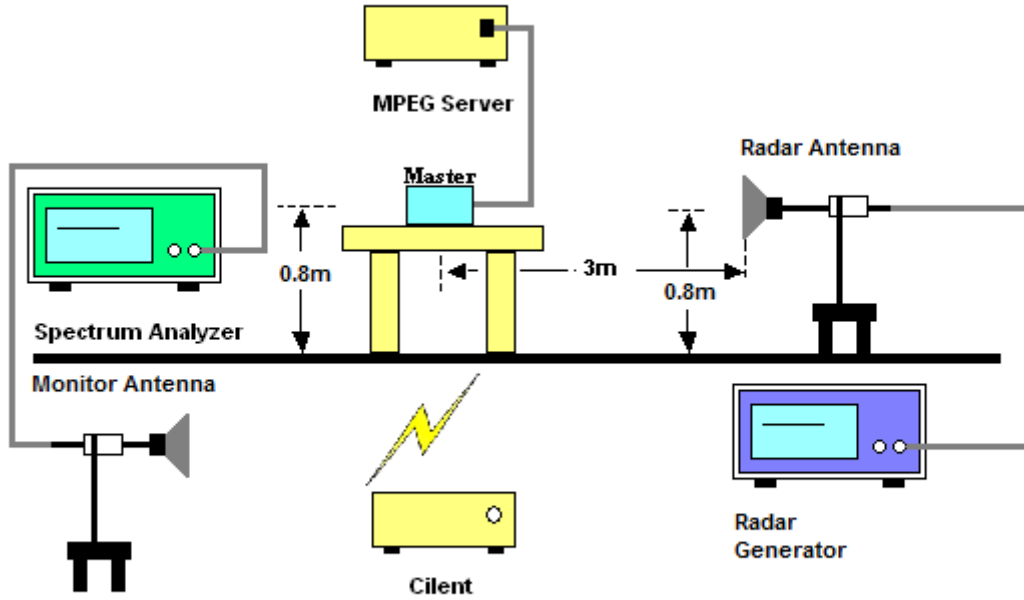 MPEG Server
Radar Antenna
Master
0.8m
3m
0.8m
Spectrum Analyzer
Monitor Antenna
Radar
Generator
Cilent